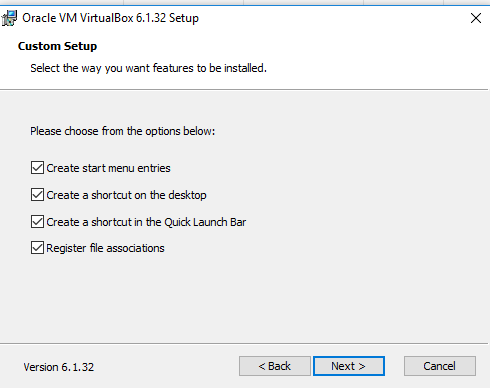 Oracle VM VirtualBox 6.1.32 Setup
Custom Setup
Select the way you want features to be installed.
Please choose from the options below:
Create start menu entries
Create a shortcut on the desktop
Create a shortcut in the Quick Launch Bar
Register file associations
Version 6.1.32
< Back
Next >
Cancel